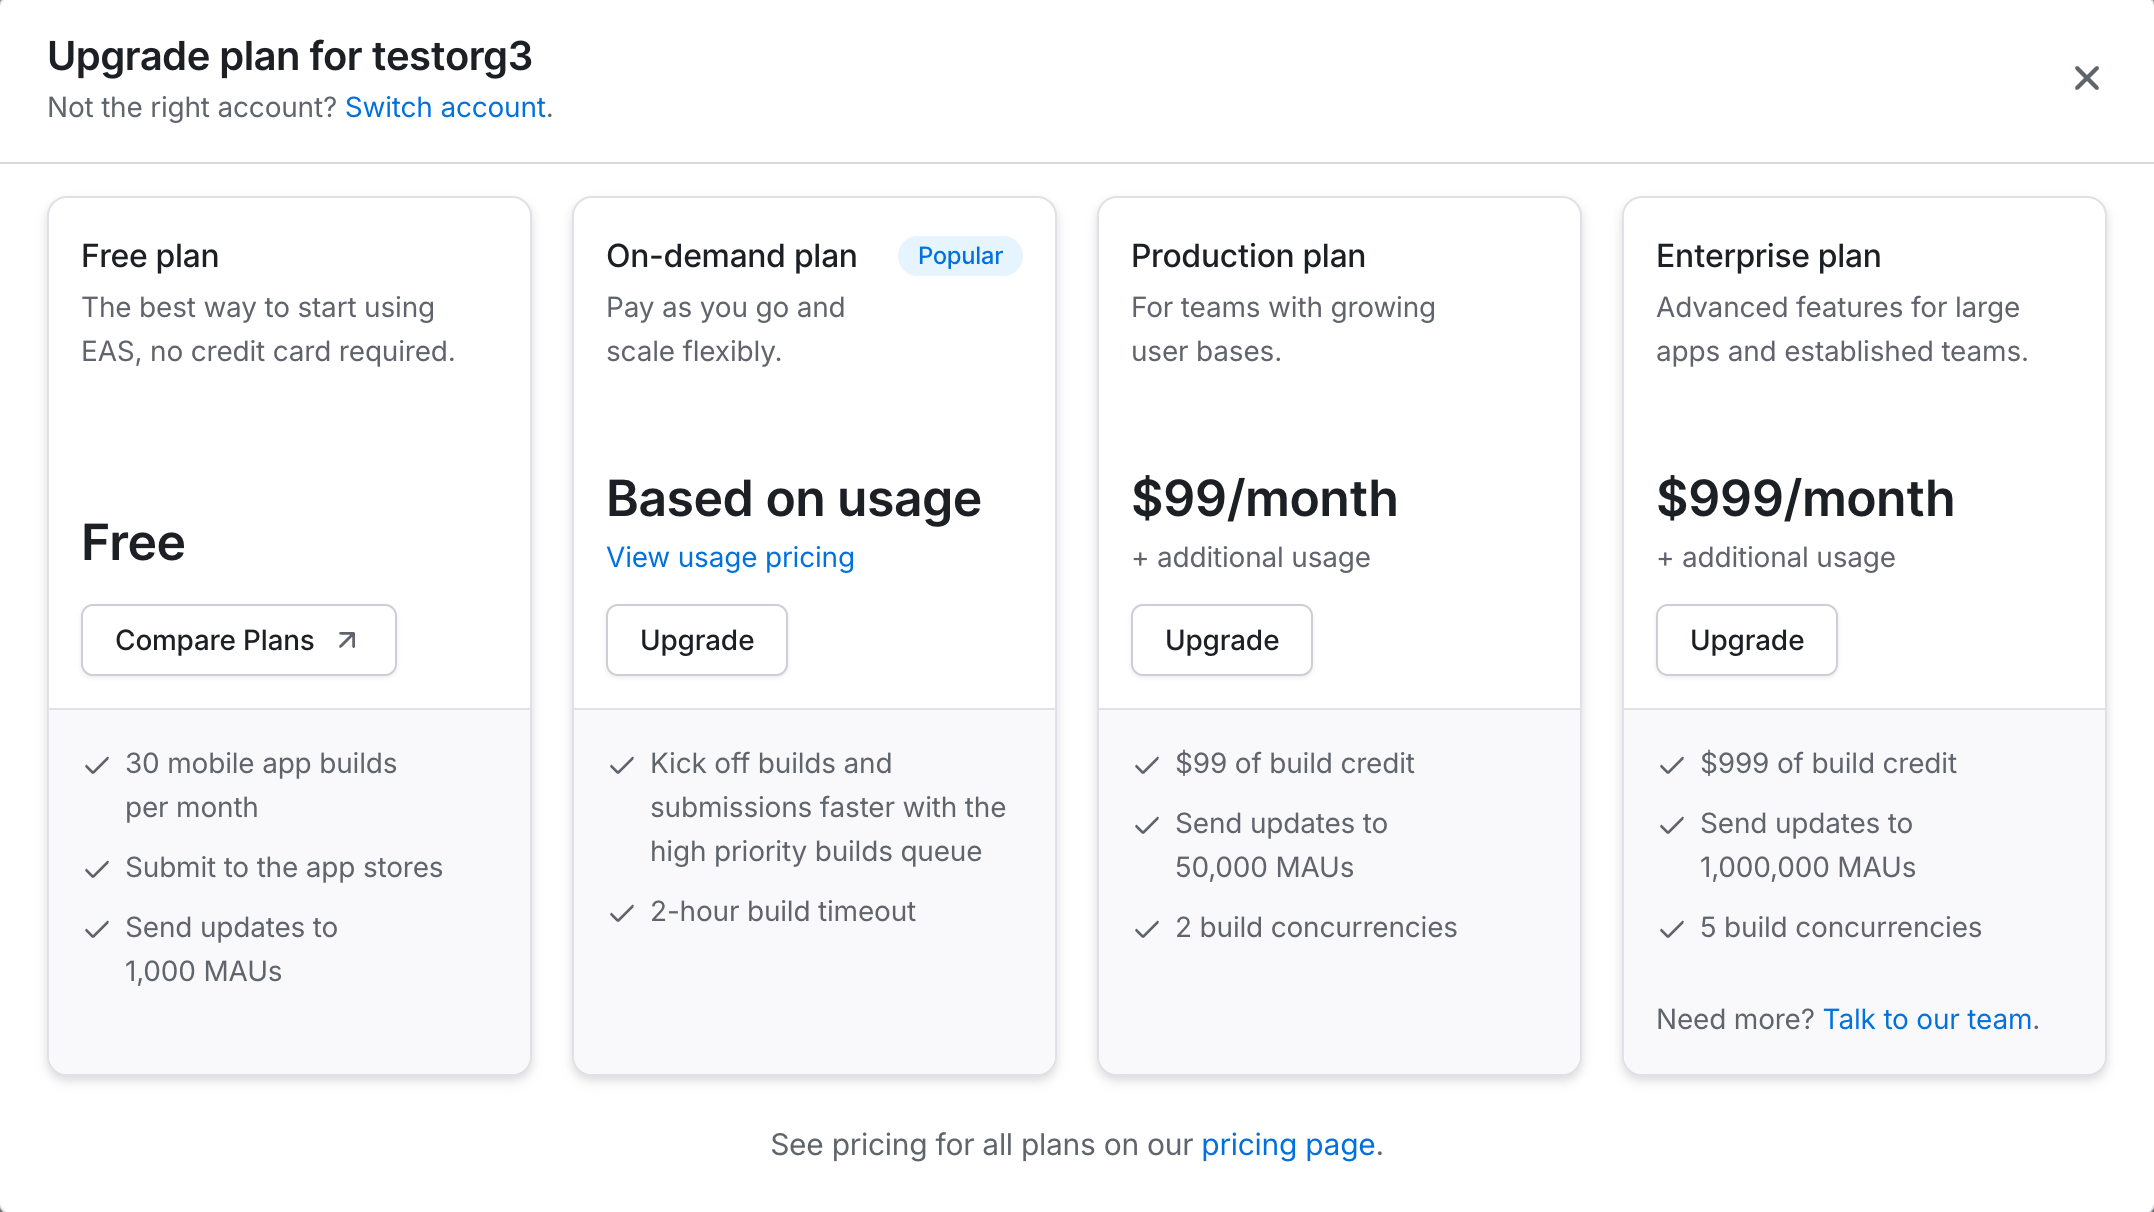 Upgrade plan for testorg3
Not the right account? Switch account.
Free plan
The best way to start using
EAS, no credit card required.
Free
Compare Plans
30 mobile app builds
per month
Submit to the app stores
Send updates to
1,000 MAUs
On-demand plan
Popular
Pay as you go and
scale flexibly.
Based on usage
View usage pricing
Upgrade
Kick off builds and
submissions faster with the
high priority builds queue
2-hour build timeout
Production plan
For teams with growing
user bases.
$99/month
+ additional usage
Upgrade
$99 of build credit
Send updates to
50,000 MAUs
2 build concurrencies
Enterprise plan
Advanced features for large
apps and established teams.
$999/month
+ additional usage
Upgrade
$999 of build credit
Send updates to
1,000,000 MAUs
5 build concurrencies
Need more? Talk to our team.
See pricing for all plans on our pricing page.